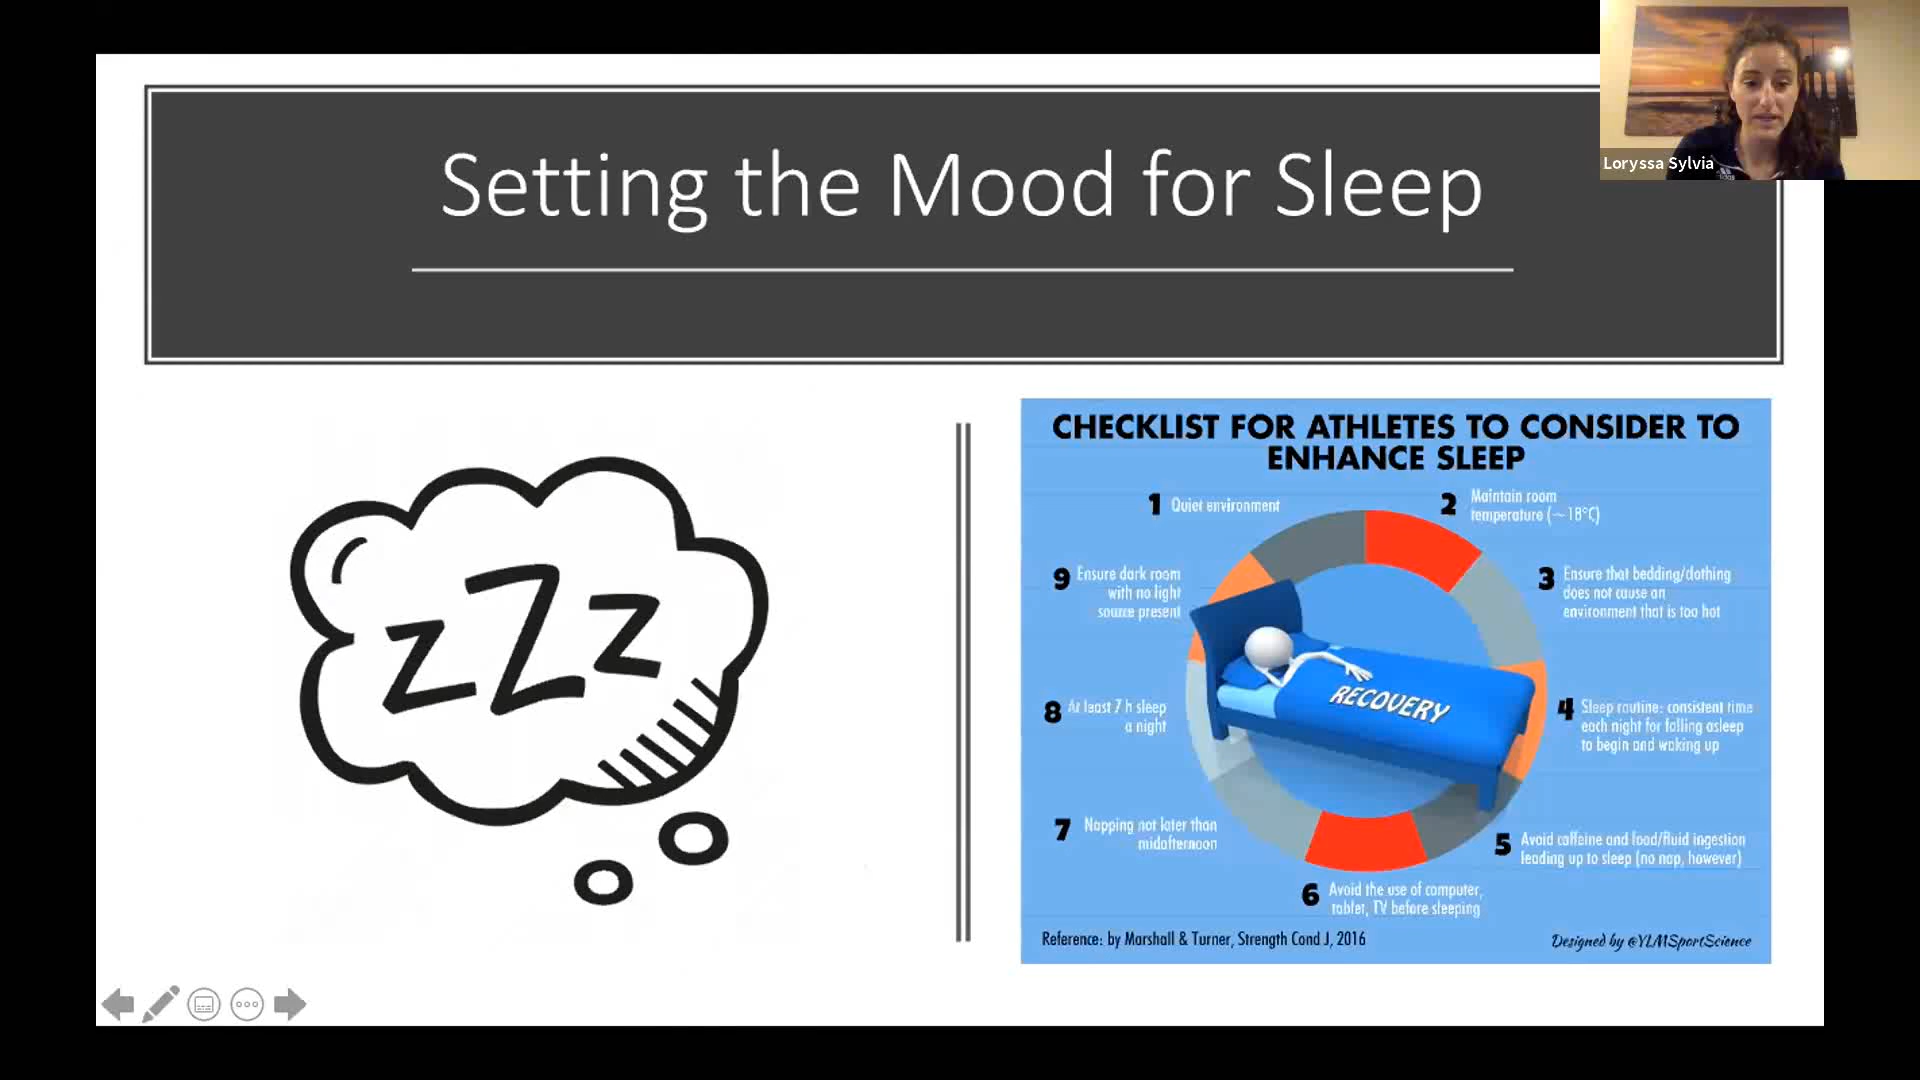 Setting the Mood for Sleep
Loryssa Sylvia
zZz
CHECKLIST FOR ATHLETES TO CONSIDER TO
ENHANCE SLEEP
1 Quiet environment
2 Maintain room
temperature (~18°C)
3 Ensure that bedding/clothing
does not cause an
environment that is too hot
4 Sleep routine: consistent time
each night for falling asleep
to begin and waking up
5 Avoid caffeine and food/fluid ingestion
leading up to sleep (no nap, however)
6 Avoid the use of computer,
tablet, TV before sleeping
7 Napping not later than
midafternoon
8 At least 7 h sleep
a night
9 Ensure dark room
with no light
source present
RECOVERY
Reference: by Marshall & Turner, Strength Cond J, 2016
Designed by @YLMSportScience